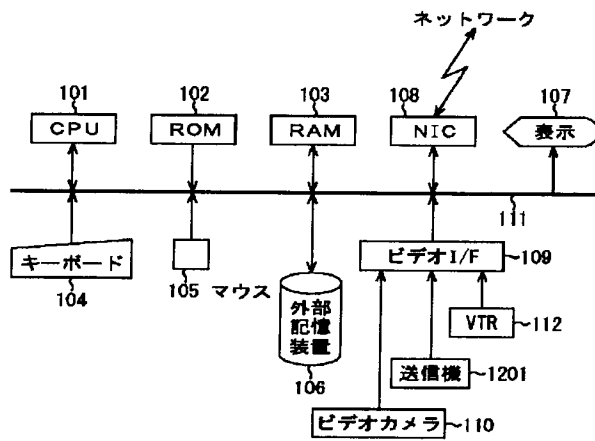 ネットワーク
101
102
103
108
107
CPU
ROM
RAM
NIC
表示
111
キーボード
104
105 マウス
外部
記憶
装置
106
ビデオI/F
109
VTR
112
送信機
1201
ビデオカメラ
110